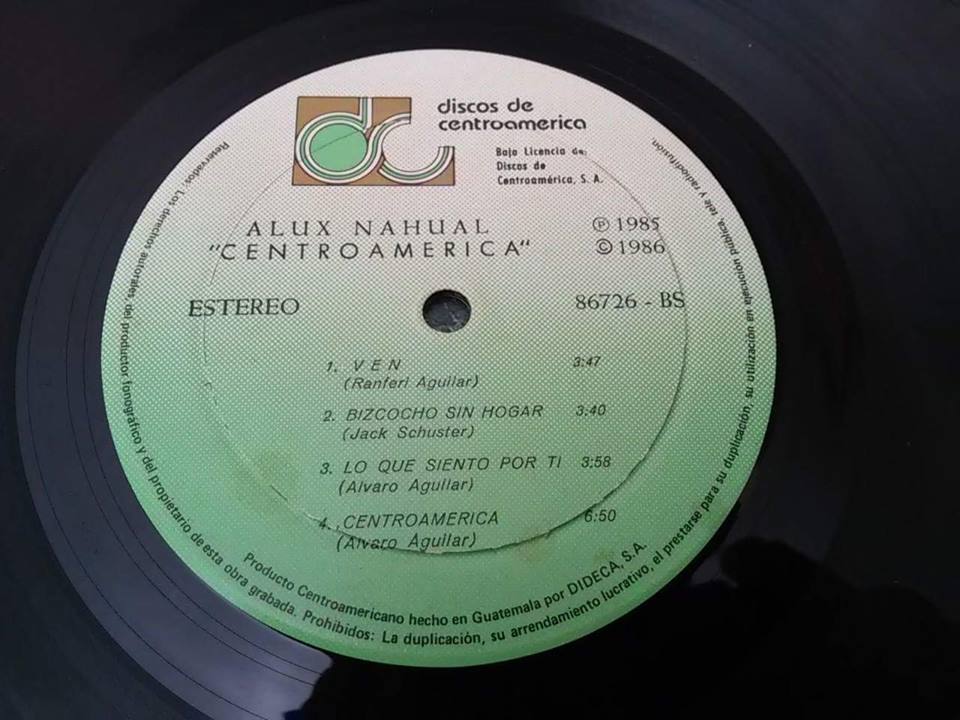 dc
discos de
centroamerica
Bajo Licencia de:
Discos de
Centroamérica, S. A.
ALUX NAHUAL
"CENTROAMERICA"
℗ 1985
© 1986
ESTEREO
86726 - BS
1. VEN 3:47
(Ranferí Aguilar)
2. BIZCOCHO SIN HOGAR 3:40
(Jack Schuster)
3. LO QUE SIENTO POR TI 3:58
(Alvaro Aguilar)
4. CENTROAMERICA 6:50
(Alvaro Aguilar)
Producto Centroamericano hecho en Guatemala por DIDECA, S.A.
Reservados: Los derechos autorales, del productor fonográfico y del propietario de esta obra grabada. Prohibidos: La duplicación, su arrendamiento lucrativo, el prestarse para su duplicación, su utilización en ejecución pública, tele y radiodifusión.